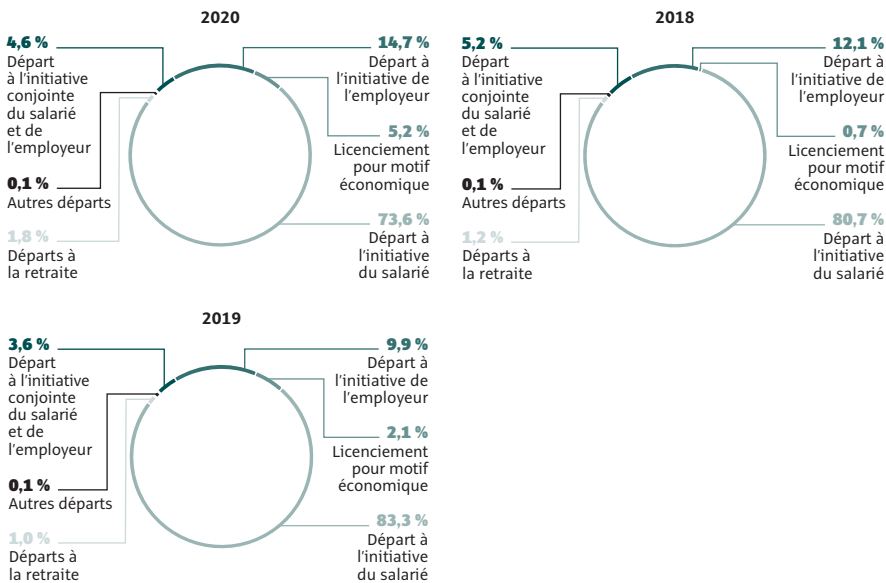 2020
4,6 %
Départ
à l'initiative
conjointe
du salarié
et de
l'employeur
0,1 %
Autres départs
1,8 %
Départs à
la retraite
14,7 %
Départ à
l'initiative de
l'employeur
5,2 %
Licenciement
pour motif
économique
73,6 %
Départ à
l'initiative
du salarié
2018
5,2 %
Départ
à l'initiative
conjointe
du salarié
et de
l'employeur
0,1 %
Autres départs
1,2 %
Départs à
la retraite
12,1 %
Départ à
l'initiative de
l'employeur
0,7 %
Licenciement
pour motif
économique
80,7 %
Départ à
l'initiative
du salarié
2019
3,6 %
Départ
à l'initiative
conjointe
du salarié
et de
l'employeur
0,1 %
Autres départs
1,0 %
Départs à
la retraite
9,9 %
Départ à
l'initiative de
l'employeur
2,1 %
Licenciement
pour motif
économique
83,3 %
Départ à
l'initiative
du salarié